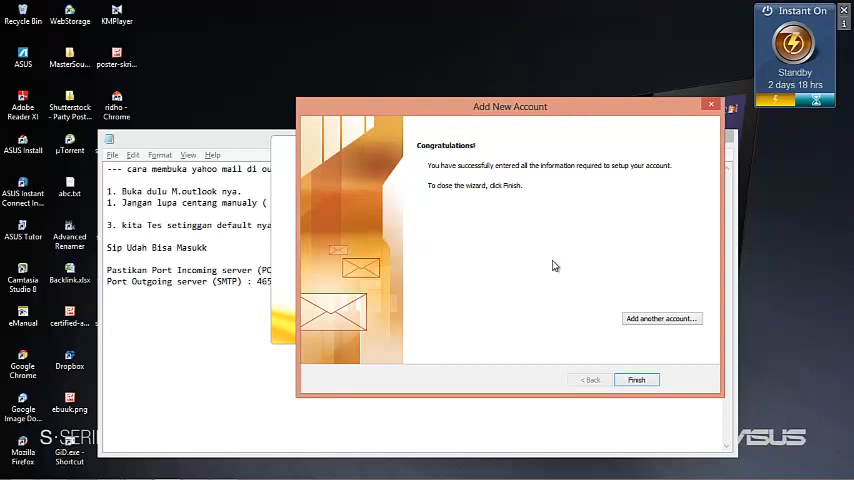 Recycle Bin
WebStorage
KMPlayer
ASUS
MasterSou...
poster-skri...
Adobe
Reader XI
Shutterstock
- Party Post...
ridho -
Chrome
ASUS Install
µTorrent
ASUS Instant
Connect In...
abc.txt
ASUS Tutor
Advanced
Renamer
Camtasia
Studio 8
Backlink.xlsx
eManual
certified-a...
Google
Chrome
Dropbox
Google
Image Do...
ebuuk.png
Mozilla
Firefox
GiD.exe -
Shortcut
File Edit Format View Help
--- cara membuka yahoo mail di ou
1. Buka dulu M.outlook nya.
1. Jangan lupa centang manualy (
3. kita Tes setinggan default nya
Sip Udah Bisa Masukk
Pastikan Port Incoming server (PO
Port Outgoing server (SMTP) : 465
Add New Account
Congratulations!
You have successfully entered all the information required to setup your account.
To close the wizard, click Finish.
Add another account...
< Back
Finish
Instant On
Standby
2 days 18 hrs
S·SERI
ASUS